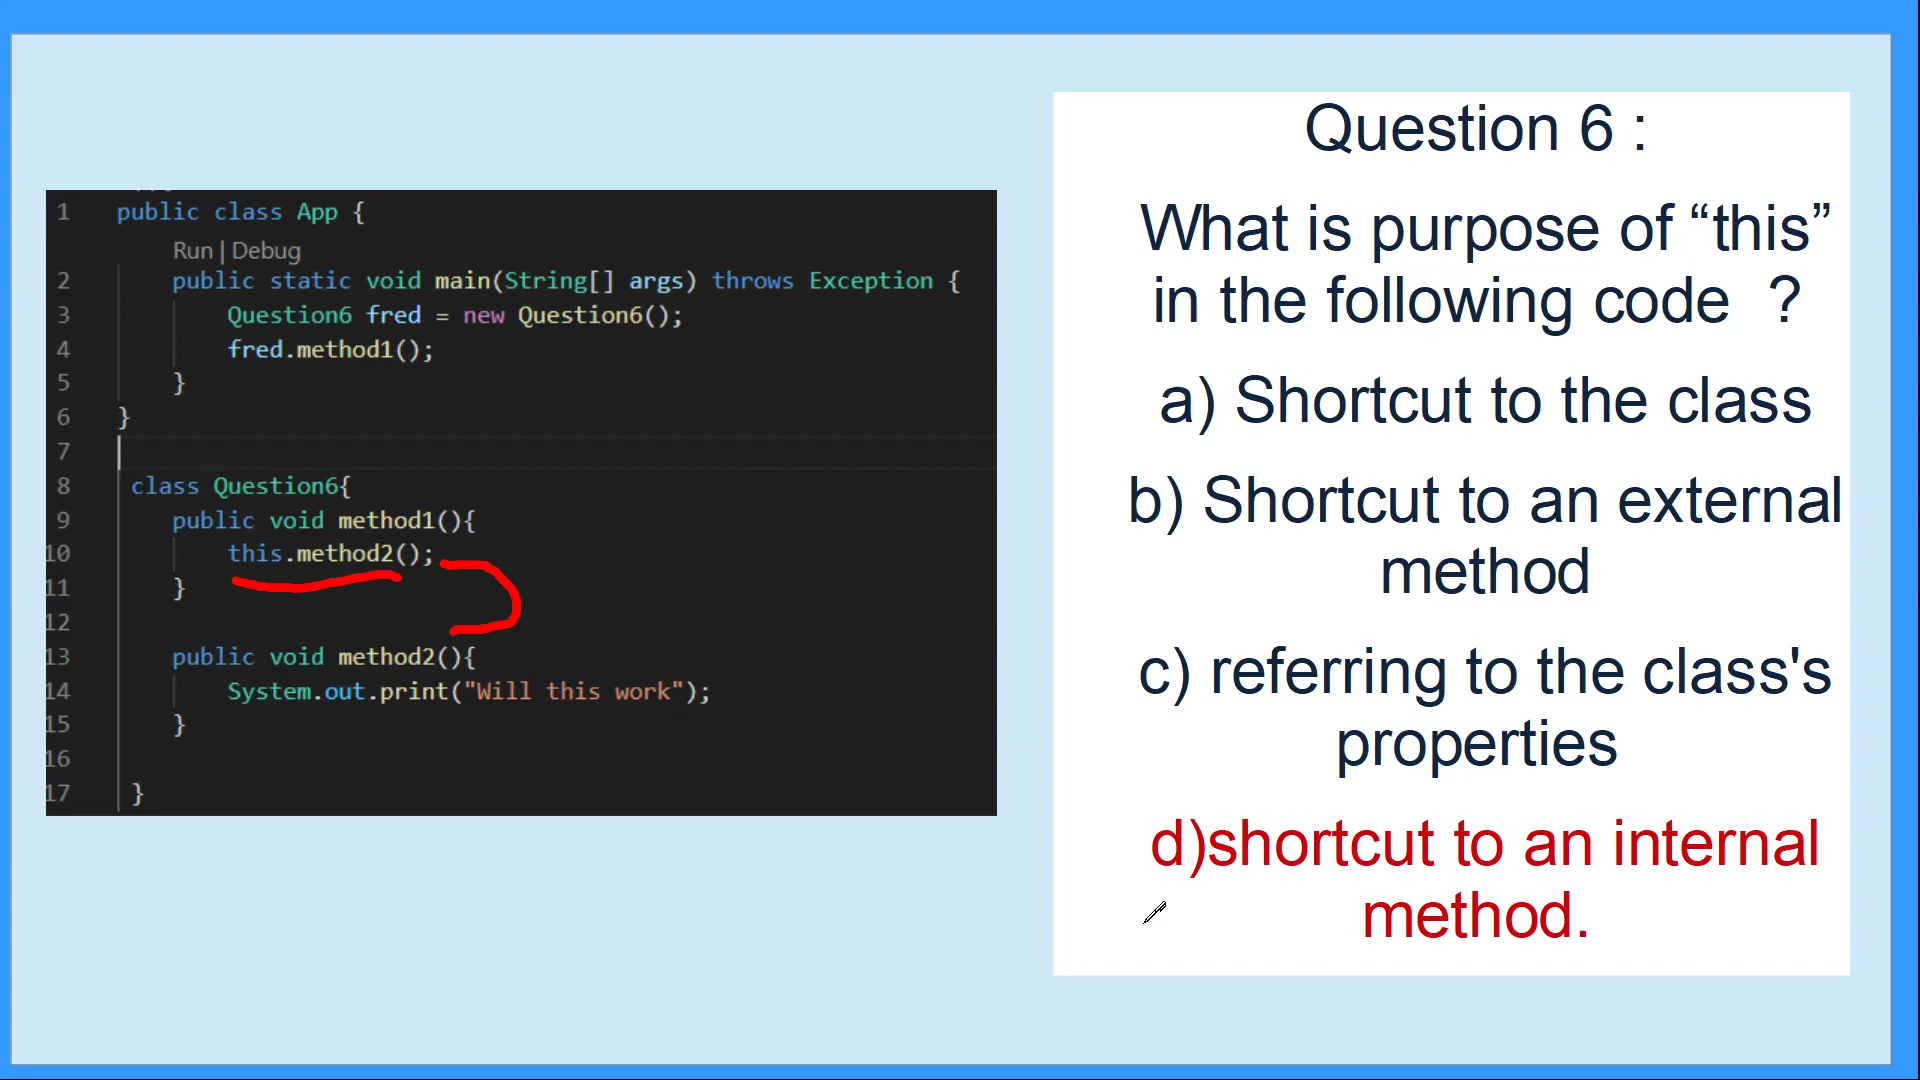 1 public class App {
Run | Debug
2 public static void main(String[] args) throws Exception {
3 Question6 fred = new Question6();
4 fred.method1();
5 }
6 }
7
8 class Question6{
9 public void method1(){
10 this.method2();
11 }
12
13 public void method2(){
14 System.out.print("Will this work");
15 }
16
17 }
Question 6 :
What is purpose of “this”
in the following code ?
a) Shortcut to the class
b) Shortcut to an external
method
c) referring to the class's
properties
d)shortcut to an internal
method.